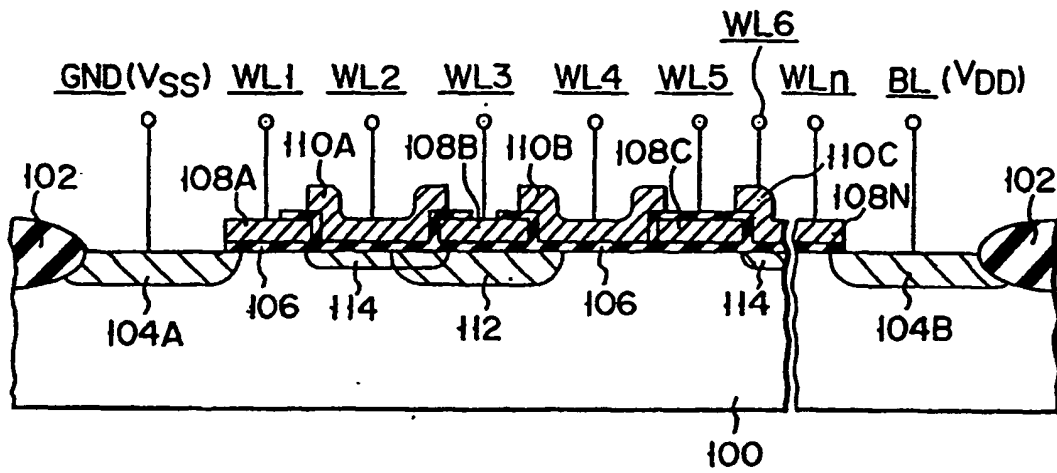 WL6
GND(VSS) WL1 WL2 WL3 WL4 WL5 WLn BL (VDD)
110A 108B 110B 108C 110C
102 108A 108N 102
104A 106 114 112 106 114 104B
100